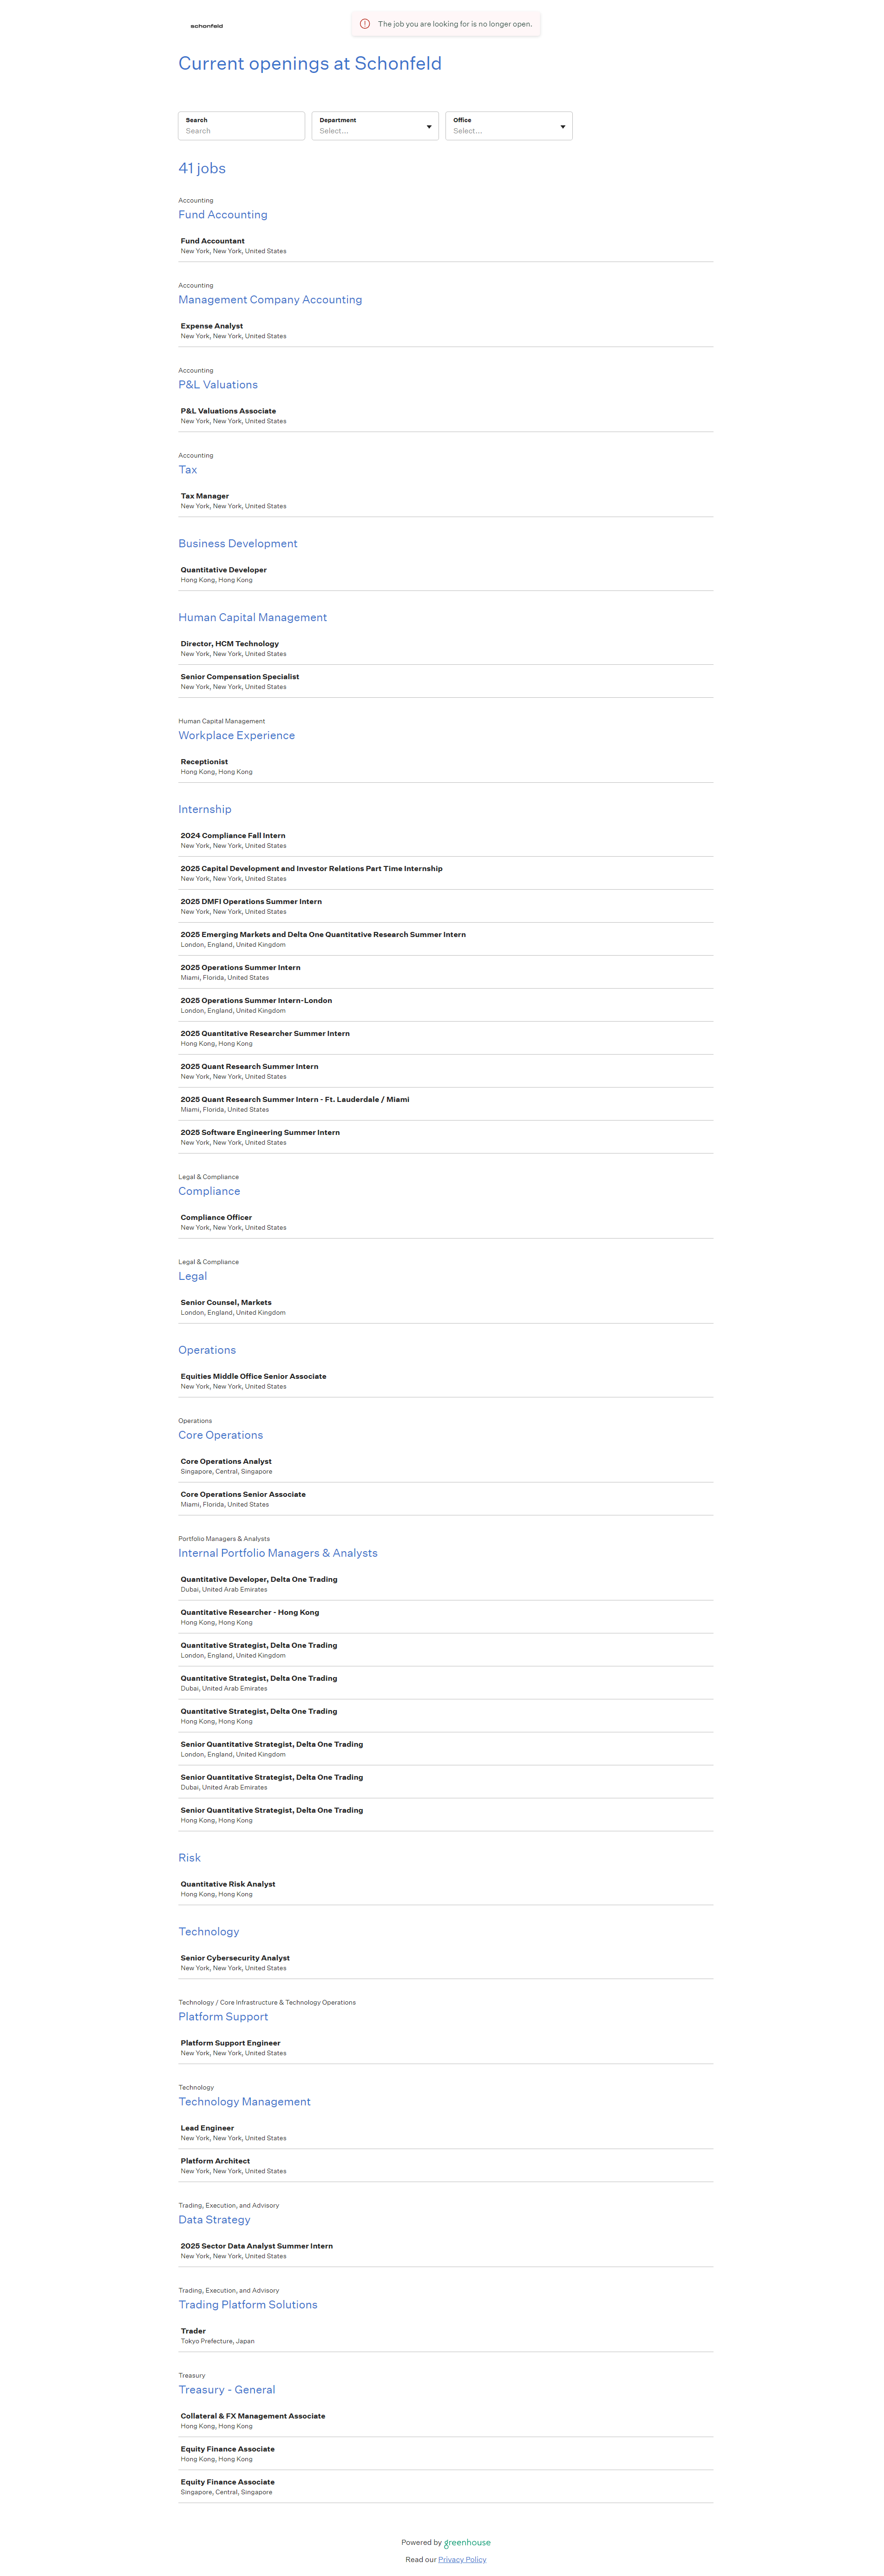 schonfeld
The job you are looking for is no longer open.
Current openings at Schonfeld
Search
Search
Department
Select...
Office
Select...
41 jobs
Accounting
Fund Accounting
Fund Accountant
New York, New York, United States
Accounting
Management Company Accounting
Expense Analyst
New York, New York, United States
Accounting
P&L Valuations
P&L Valuations Associate
New York, New York, United States
Accounting
Tax
Tax Manager
New York, New York, United States
Business Development
Quantitative Developer
Hong Kong, Hong Kong
Human Capital Management
Director, HCM Technology
New York, New York, United States
Senior Compensation Specialist
New York, New York, United States
Human Capital Management
Workplace Experience
Receptionist
Hong Kong, Hong Kong
Internship
2024 Compliance Fall Intern
New York, New York, United States
2025 Capital Development and Investor Relations Part Time Internship
New York, New York, United States
2025 DMFI Operations Summer Intern
New York, New York, United States
2025 Emerging Markets and Delta One Quantitative Research Summer Intern
London, England, United Kingdom
2025 Operations Summer Intern
Miami, Florida, United States
2025 Operations Summer Intern-London
London, England, United Kingdom
2025 Quantitative Researcher Summer Intern
Hong Kong, Hong Kong
2025 Quant Research Summer Intern
New York, New York, United States
2025 Quant Research Summer Intern - Ft. Lauderdale / Miami
Miami, Florida, United States
2025 Software Engineering Summer Intern
New York, New York, United States
Legal & Compliance
Compliance
Compliance Officer
New York, New York, United States
Legal & Compliance
Legal
Senior Counsel, Markets
London, England, United Kingdom
Operations
Equities Middle Office Senior Associate
New York, New York, United States
Operations
Core Operations
Core Operations Analyst
Singapore, Central, Singapore
Core Operations Senior Associate
Miami, Florida, United States
Portfolio Managers & Analysts
Internal Portfolio Managers & Analysts
Quantitative Developer, Delta One Trading
Dubai, United Arab Emirates
Quantitative Researcher - Hong Kong
Hong Kong, Hong Kong
Quantitative Strategist, Delta One Trading
London, England, United Kingdom
Quantitative Strategist, Delta One Trading
Dubai, United Arab Emirates
Quantitative Strategist, Delta One Trading
Hong Kong, Hong Kong
Senior Quantitative Strategist, Delta One Trading
London, England, United Kingdom
Senior Quantitative Strategist, Delta One Trading
Dubai, United Arab Emirates
Senior Quantitative Strategist, Delta One Trading
Hong Kong, Hong Kong
Risk
Quantitative Risk Analyst
Hong Kong, Hong Kong
Technology
Senior Cybersecurity Analyst
New York, New York, United States
Technology / Core Infrastructure & Technology Operations
Platform Support
Platform Support Engineer
New York, New York, United States
Technology
Technology Management
Lead Engineer
New York, New York, United States
Platform Architect
New York, New York, United States
Trading, Execution, and Advisory
Data Strategy
2025 Sector Data Analyst Summer Intern
New York, New York, United States
Trading, Execution, and Advisory
Trading Platform Solutions
Trader
Tokyo Prefecture, Japan
Treasury
Treasury - General
Collateral & FX Management Associate
Hong Kong, Hong Kong
Equity Finance Associate
Hong Kong, Hong Kong
Equity Finance Associate
Singapore, Central, Singapore
Powered by greenhouse
Read our Privacy Policy